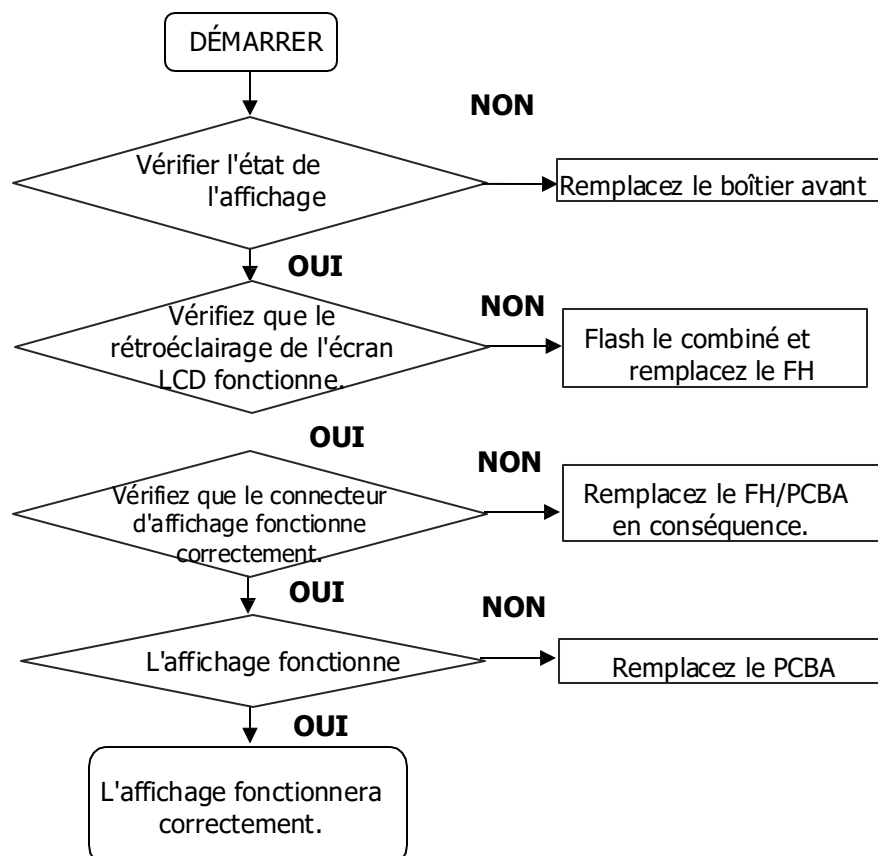 DÉMARRER
NON
Vérifier l'état de
l'affichage
Remplacez le boîtier avant
OUI
NON
Vérifiez que le
rétroéclairage de l'écran
LCD fonctionne.
Flash le combiné et
remplacez le FH
OUI
NON
Vérifiez que le connecteur
d'affichage fonctionne
correctement.
Remplacez le FH/PCBA
en conséquence.
OUI
NON
L'affichage fonctionne
Remplacez le PCBA
OUI
L'affichage fonctionnera
correctement.